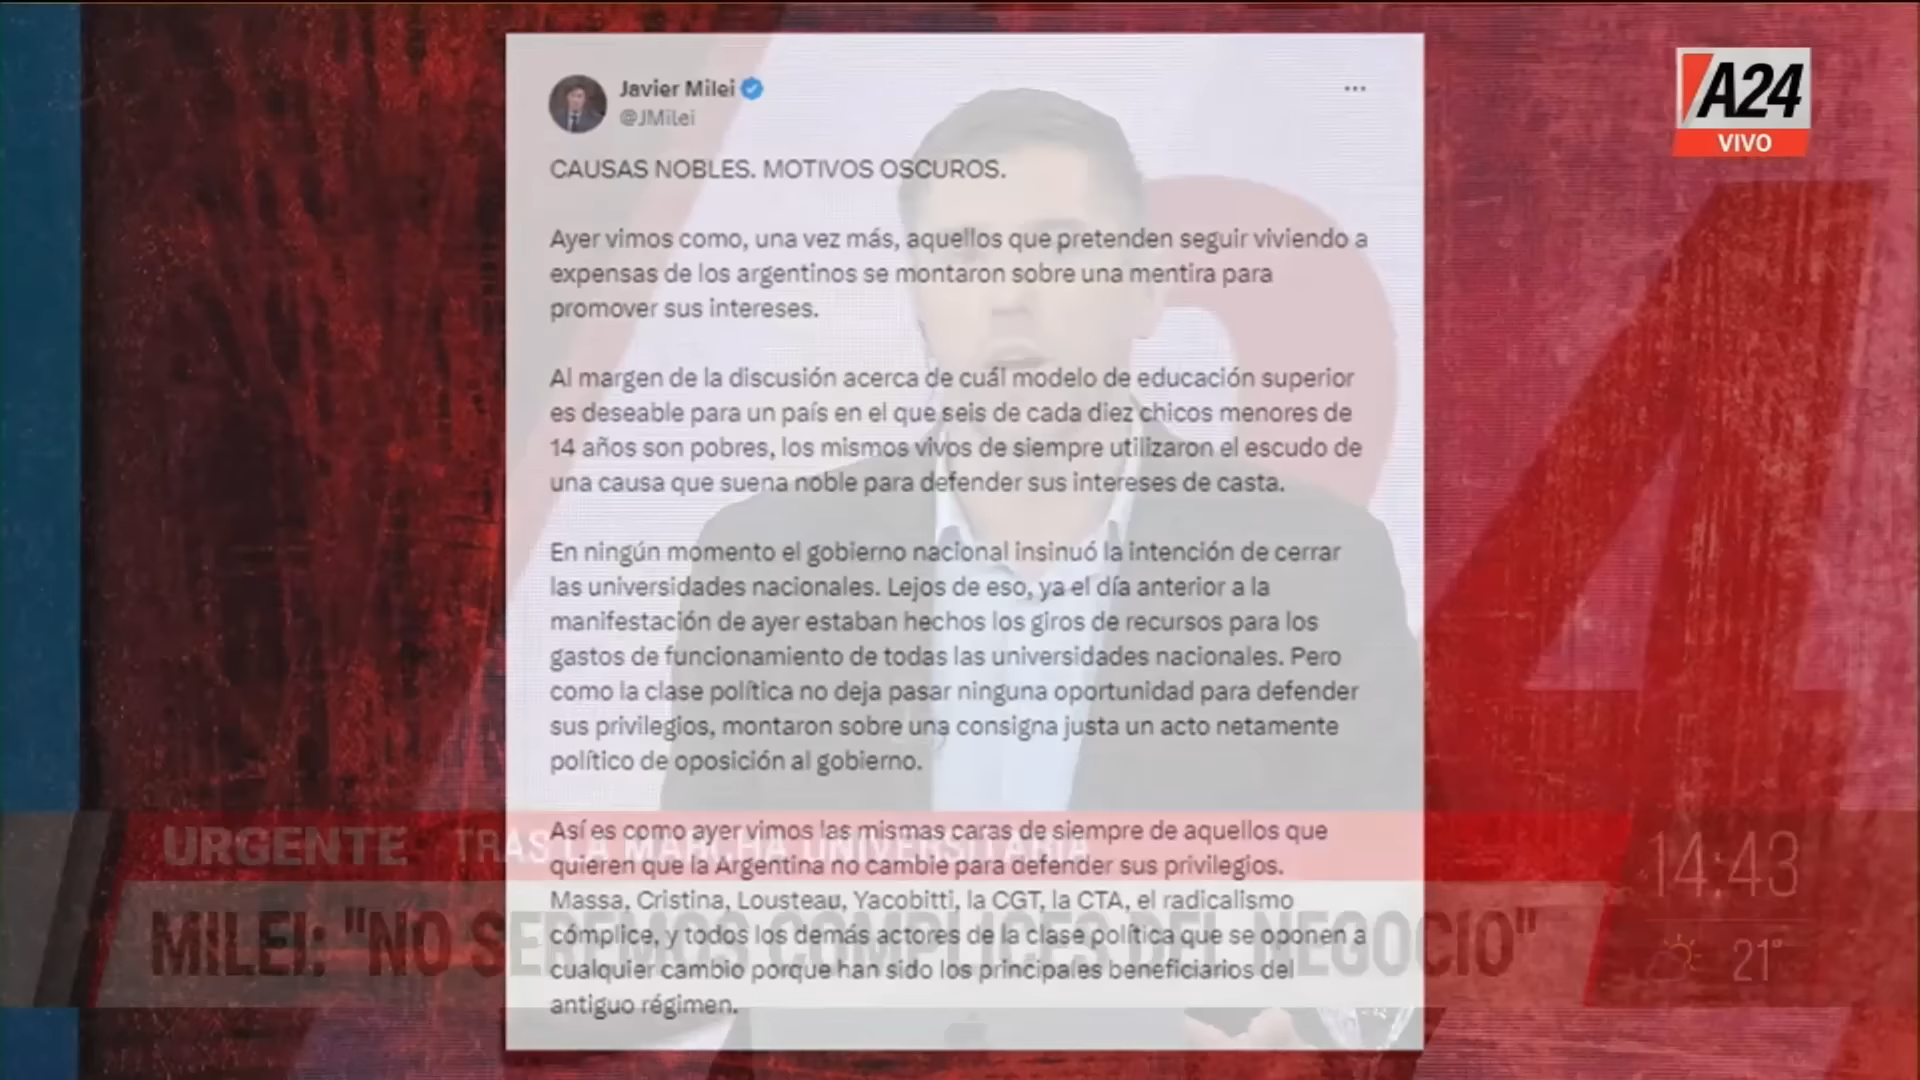 A24
VIVO
Javier Milei
@JMilei
CAUSAS NOBLES. MOTIVOS OSCUROS.
Ayer vimos como, una vez más, aquellos que pretenden seguir viviendo a
expensas de los argentinos se montaron sobre una mentira para
promover sus intereses.
Al margen de la discusión acerca de cuál modelo de educación superior
es deseable para un país en el que seis de cada diez chicos menores de
14 años son pobres, los mismos vivos de siempre utilizaron el escudo de
una causa que suena noble para defender sus intereses de casta.
En ningún momento el gobierno nacional insinuó la intención de cerrar
las universidades nacionales. Lejos de eso, ya el día anterior a la
manifestación de ayer estaban hechos los giros de recursos para los
gastos de funcionamiento de todas las universidades nacionales. Pero
como la clase política no deja pasar ninguna oportunidad para defender
sus privilegios, montaron sobre una consigna justa un acto netamente
político de oposición al gobierno.
Así es como ayer vimos las mismas caras de siempre de aquellos que
quieren que la Argentina no cambie para defender sus privilegios.
Massa, Cristina, Lousteau, Yacobitti, la CGT, la CTA, el radicalismo
cómplice, y todos los demás actores de la clase política que se oponen a
cualquier cambio porque han sido los principales beneficiarios del
antiguo régimen.
URGENTE TRAS LA MARCHA UNIVERSITARIA
MILEI: "NO SEREMOS CÓMPLICES DEL NEGOCIO"
14:43
21°